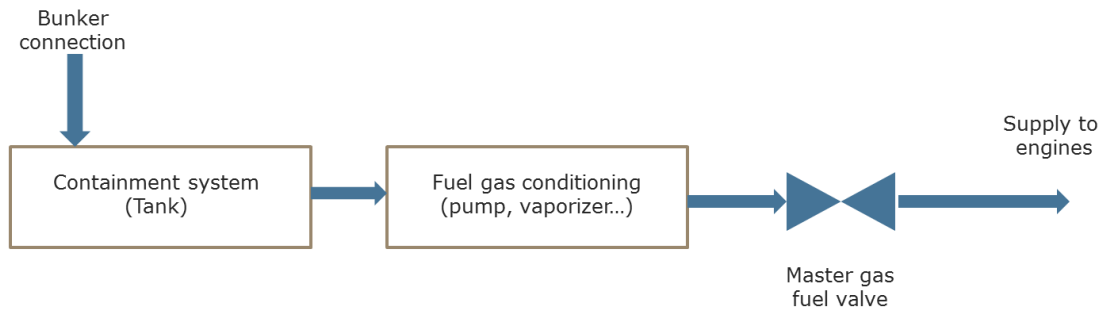 Bunker
connection
Containment system
(Tank)
Fuel gas conditioning
(pump, vaporizer…)
Master gas
fuel valve
Supply to
engines